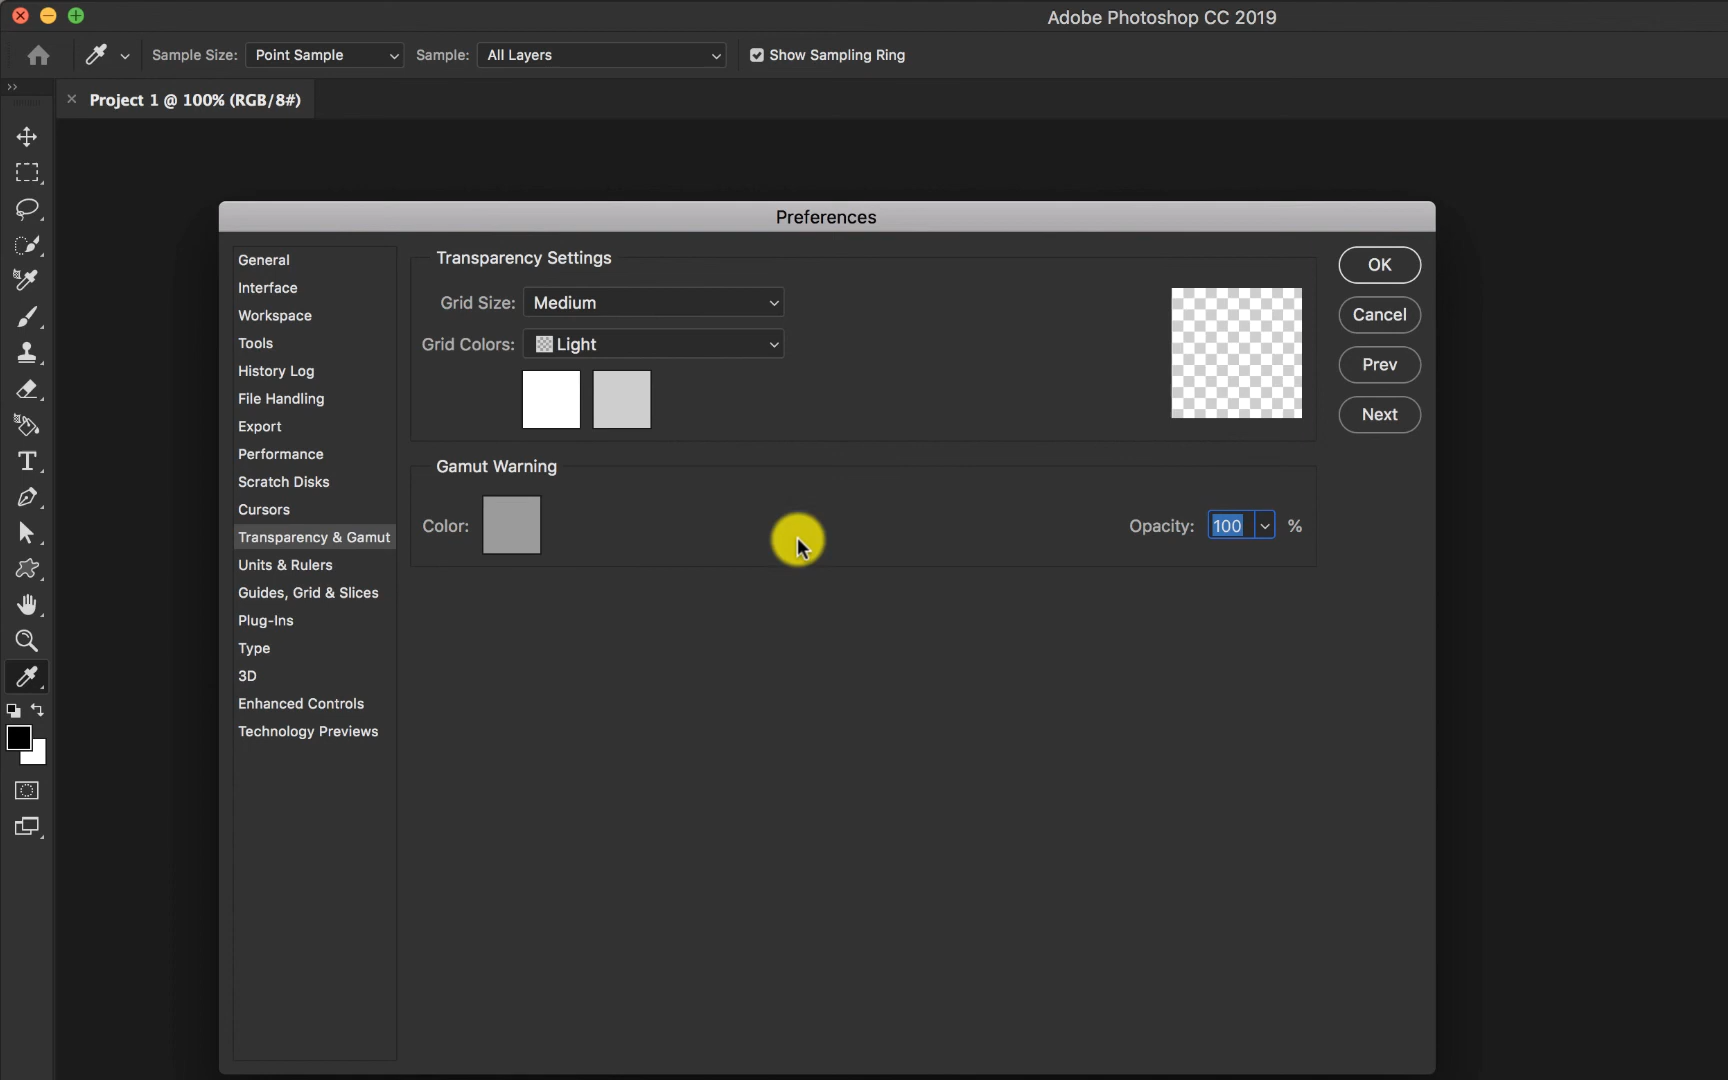 Adobe Photoshop CC 2019
Sample Size: Point Sample Sample: All Layers Show Sampling Ring
Project 1 @ 100% (RGB/8#)
Preferences
General
Interface
Workspace
Tools
History Log
File Handling
Export
Performance
Scratch Disks
Cursors
Transparency & Gamut
Units & Rulers
Guides, Grid & Slices
Plug-Ins
Type
3D
Enhanced Controls
Technology Previews
Transparency Settings
Grid Size: Medium
Grid Colors: Light
Gamut Warning
Color:
Opacity: 100 %
OK
Cancel
Prev
Next